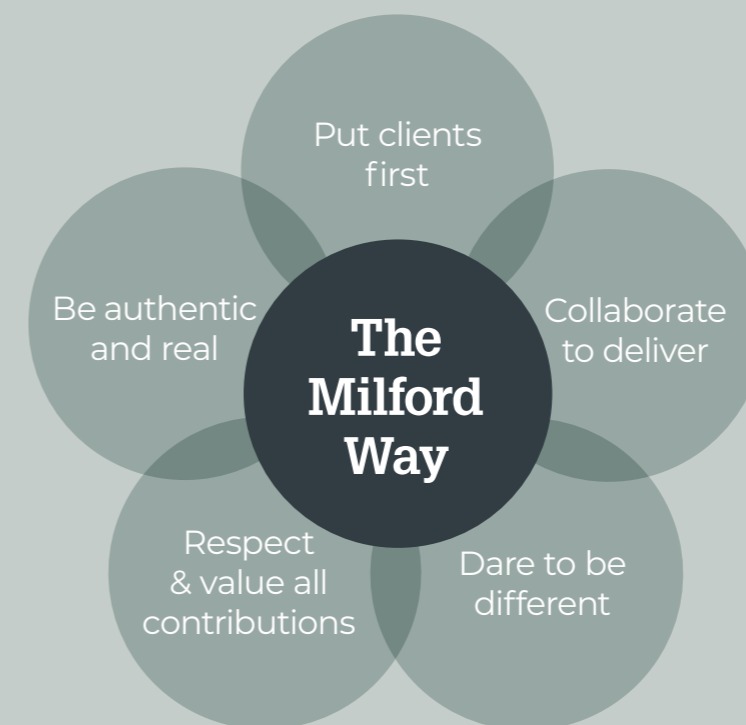 Put clients
first
Be authentic
and real
Collaborate
to deliver
The
Milford
Way
Respect
& value all
contributions
Dare to be
different